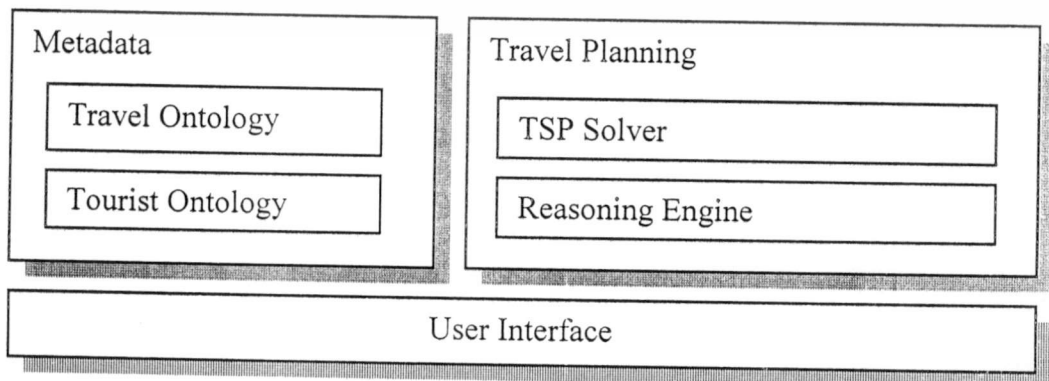 Metadata
Travel Ontology
Tourist Ontology
Travel Planning
TSP Solver
Reasoning Engine
User Interface